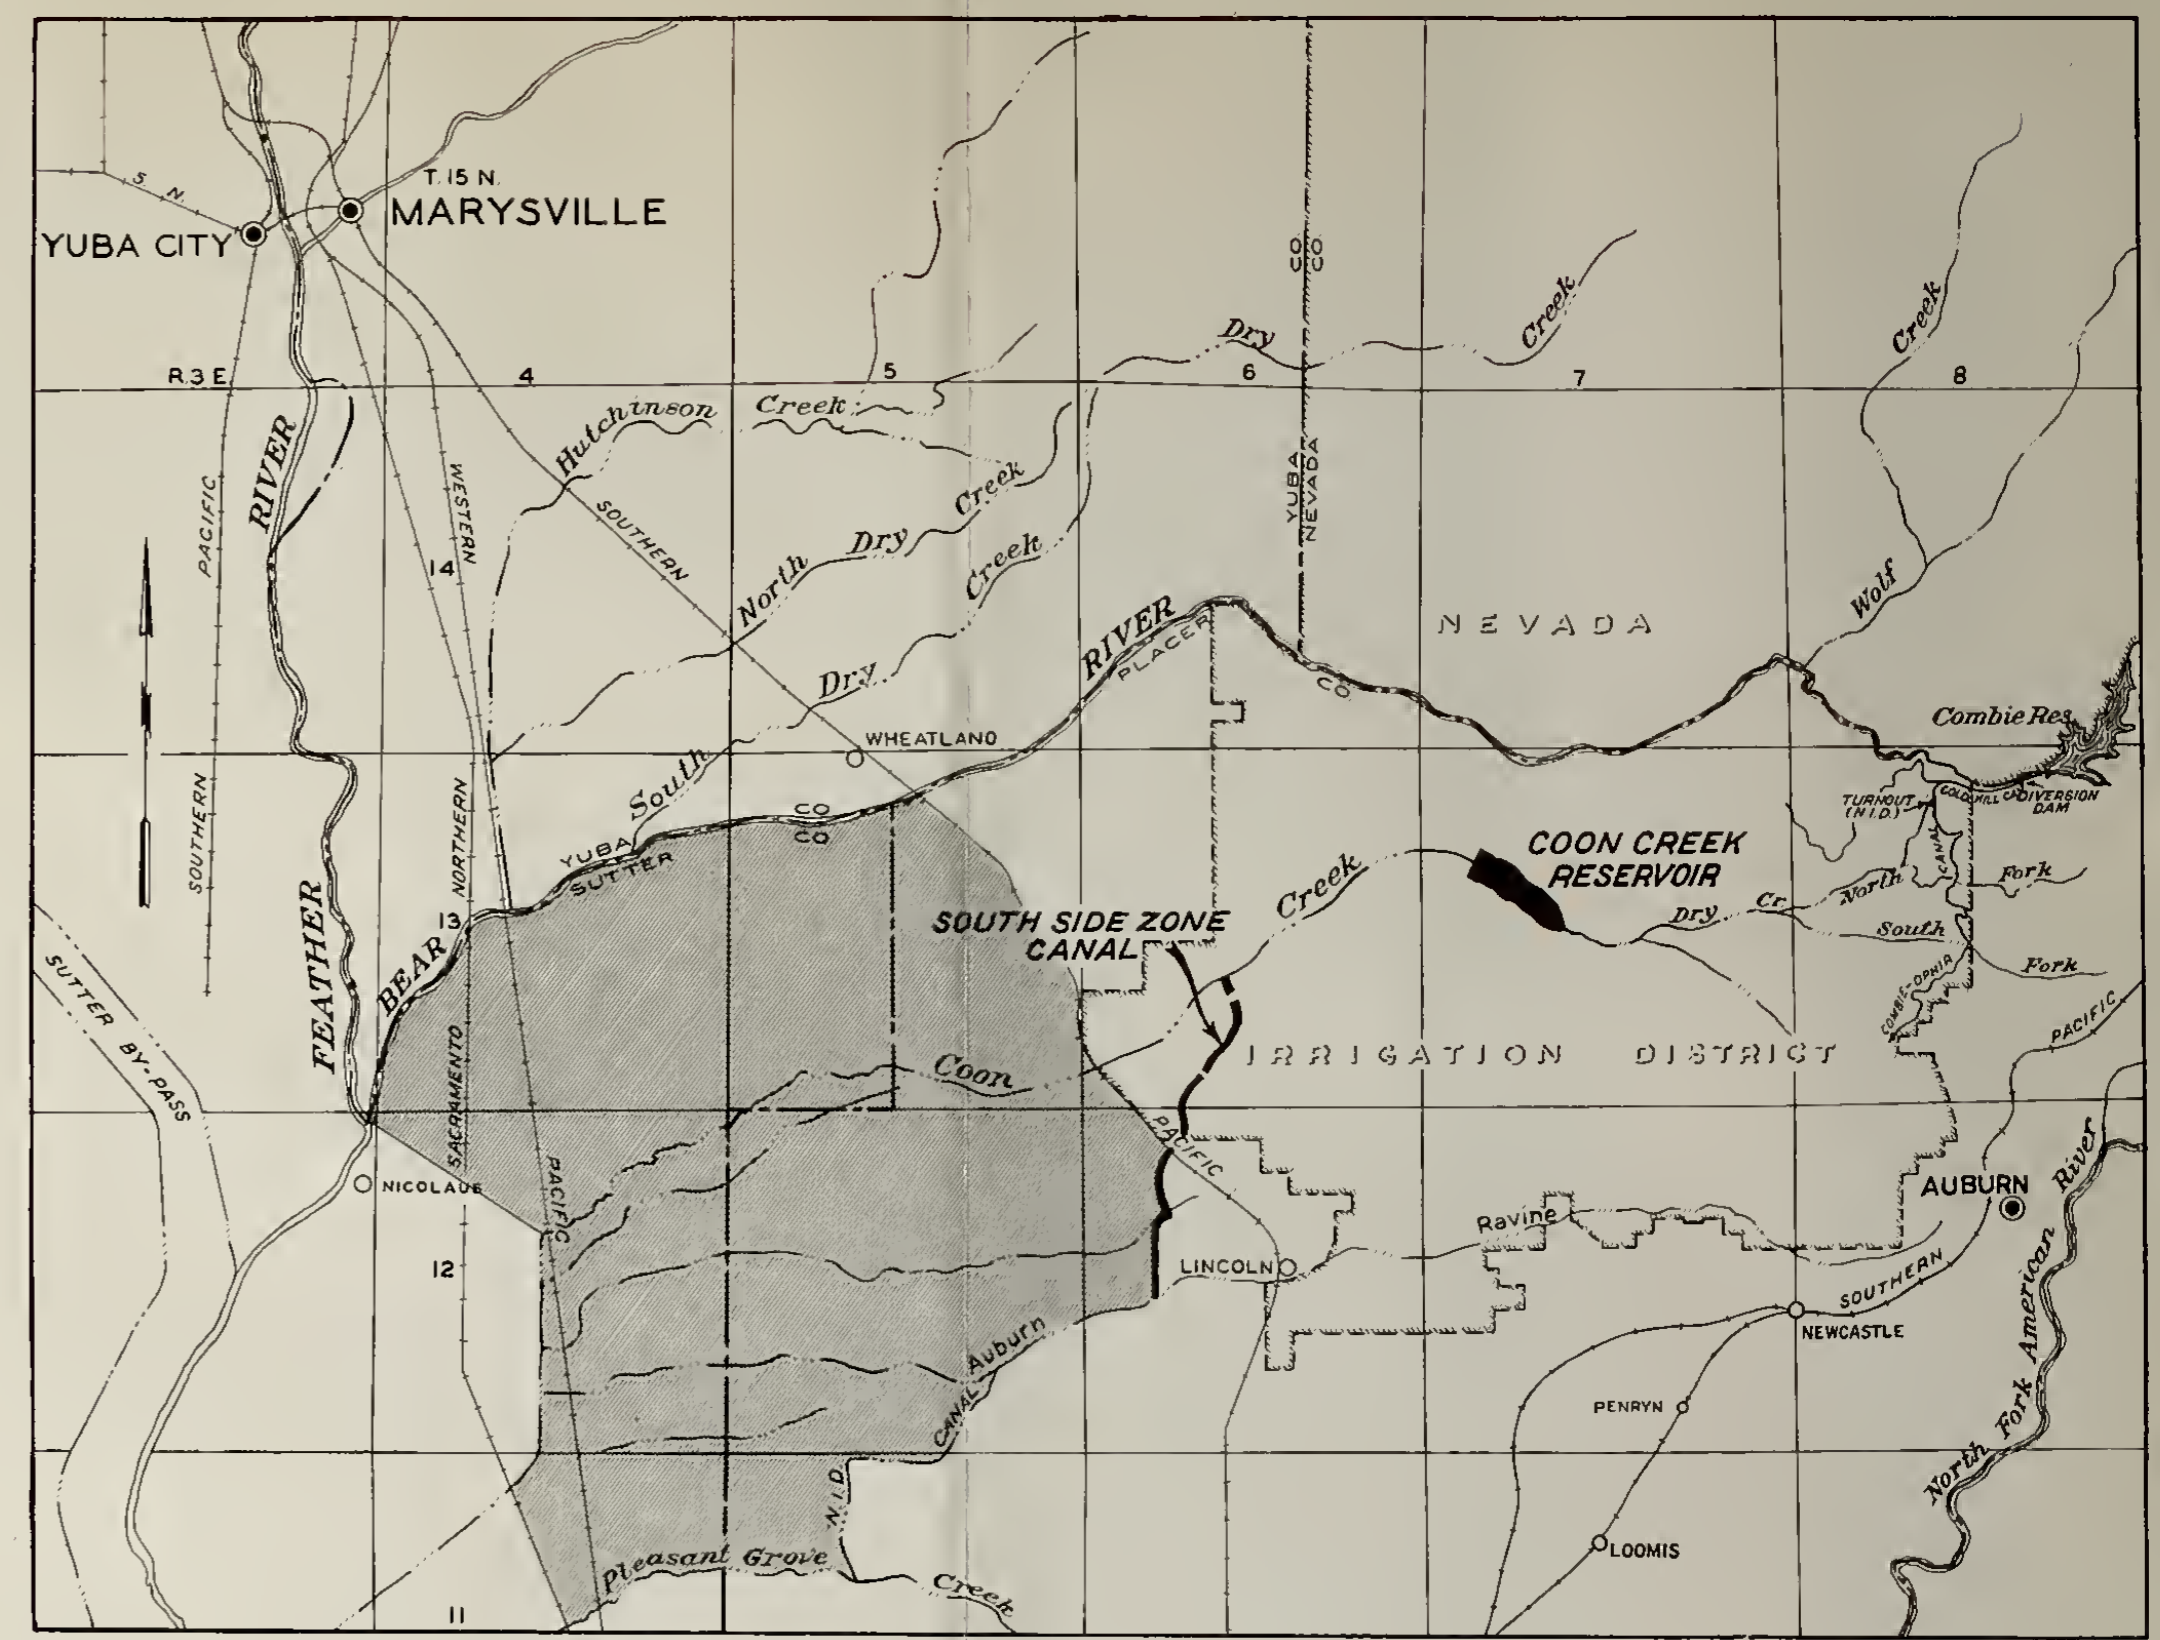 S. N.
T. 15 N.
MARYSVILLE
YUBA CITY
CO CO
Dry
Creek
Creek
R. 3 E.
4
5
6
7
8
Hutchinson Creek
RIVER
PACIFIC
WESTERN
SOUTHERN
Creek
North Dry
Creek
14
YUBA
NEVADA
Wolf
NEVADA
RIVER
PLACER
CO
South Dry
WHEATLAND
Combie Res.
SOUTHERN
NORTHERN
CO
CO
YUBA
SUTTER
TURNOUT
(N.I.D.)
GOLD HILL CA.
DIVERSION
DAM
CANAL
COON CREEK
RESERVOIR
Creek
North Fork
Dry Cr.
South
Fork
SOUTH SIDE ZONE
CANAL
13
BEAR
FEATHER
SUTTER BY-PASS
COMBIE-OPHIR
PACIFIC
SACRAMENTO
Coon
IRRIGATION DISTRICT
PACIFIC
NICOLAUS
PACIFIC
AUBURN
Ravine
12
LINCOLN
SOUTHERN
NEWCASTLE
Auburn
CANAL
PENRYN
North Fork American River
N.I.D.
LOOMIS
Pleasant Grove
Creek
11